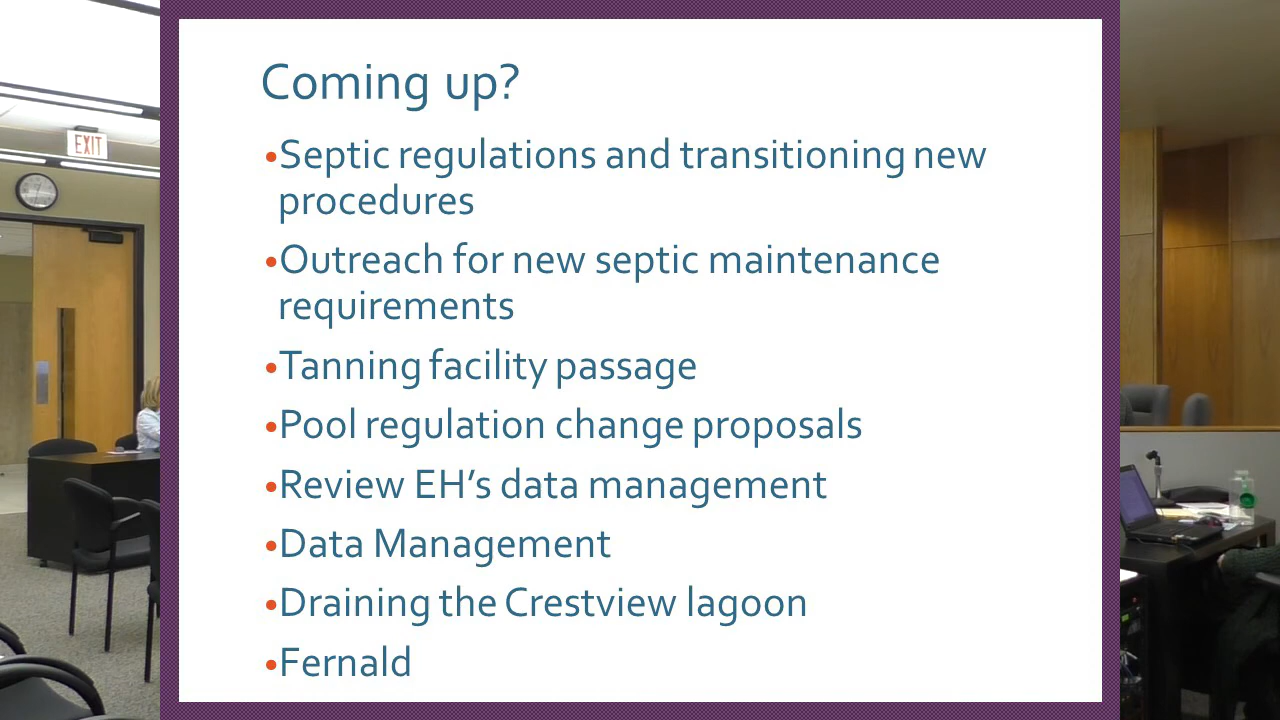 EXIT
Coming up?
•Septic regulations and transitioning new
procedures
•Outreach for new septic maintenance
requirements
•Tanning facility passage
•Pool regulation change proposals
•Review EH’s data management
•Data Management
•Draining the Crestview lagoon
•Fernald